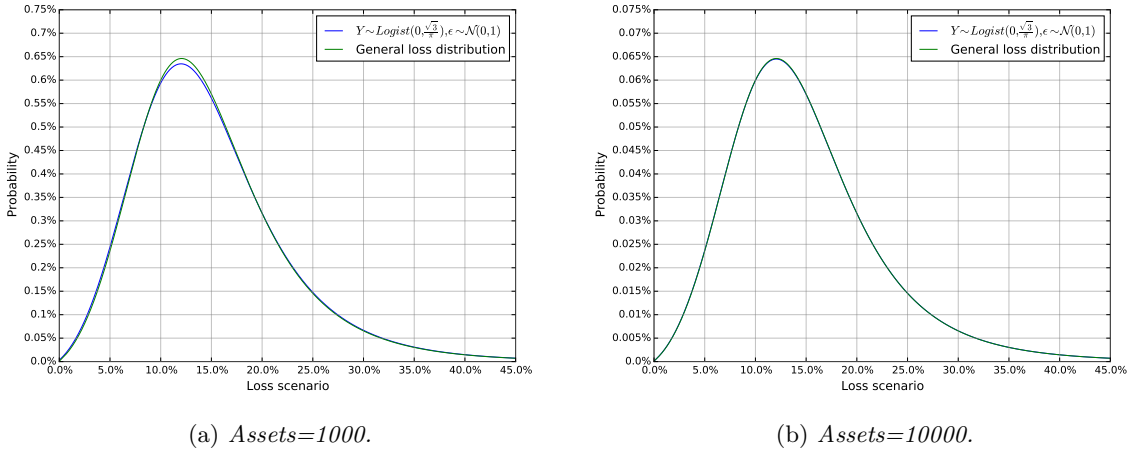 0.75%
0.7%
0.65%
0.6%
0.55%
0.5%
0.45%
0.4%
0.35%
0.3%
0.25%
0.2%
0.15%
0.1%
0.05%
0.0%
Probability
Y∼Logist(0,√3/π),ϵ∼𝒩(0,1)
General loss distribution
0.0% 5.0% 10.0% 15.0% 20.0% 25.0% 30.0% 35.0% 40.0% 45.0%
Loss scenario
(a) Assets=1000.
0.075%
0.07%
0.065%
0.06%
0.055%
0.05%
0.045%
0.04%
0.035%
0.03%
0.025%
0.02%
0.015%
0.01%
0.005%
0.0%
Probability
Y∼Logist(0,√3/π),ϵ∼𝒩(0,1)
General loss distribution
0.0% 5.0% 10.0% 15.0% 20.0% 25.0% 30.0% 35.0% 40.0% 45.0%
Loss scenario
(b) Assets=10000.